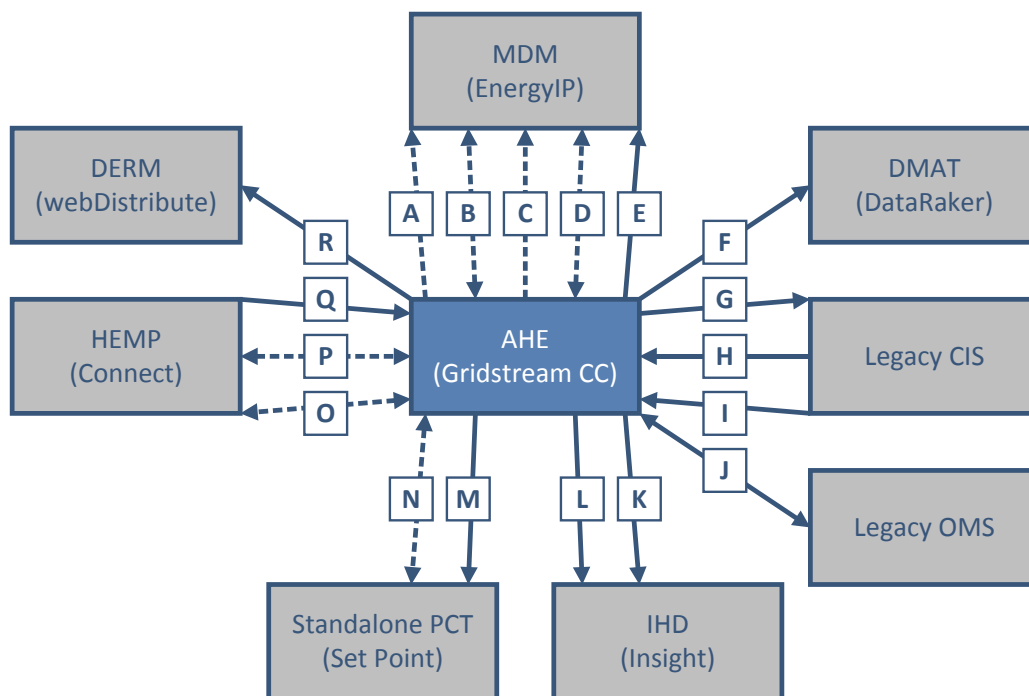 MDM
(EnergyIP)
DERM
(webDistribute)
DMAT
(DataRaker)
A
B
C
D
E
R
F
Q
G
HEMP
(Connect)
P
AHE
(Gridstream CC)
H
Legacy CIS
O
I
J
N
M
L
K
Legacy OMS
Standalone PCT
(Set Point)
IHD
(Insight)